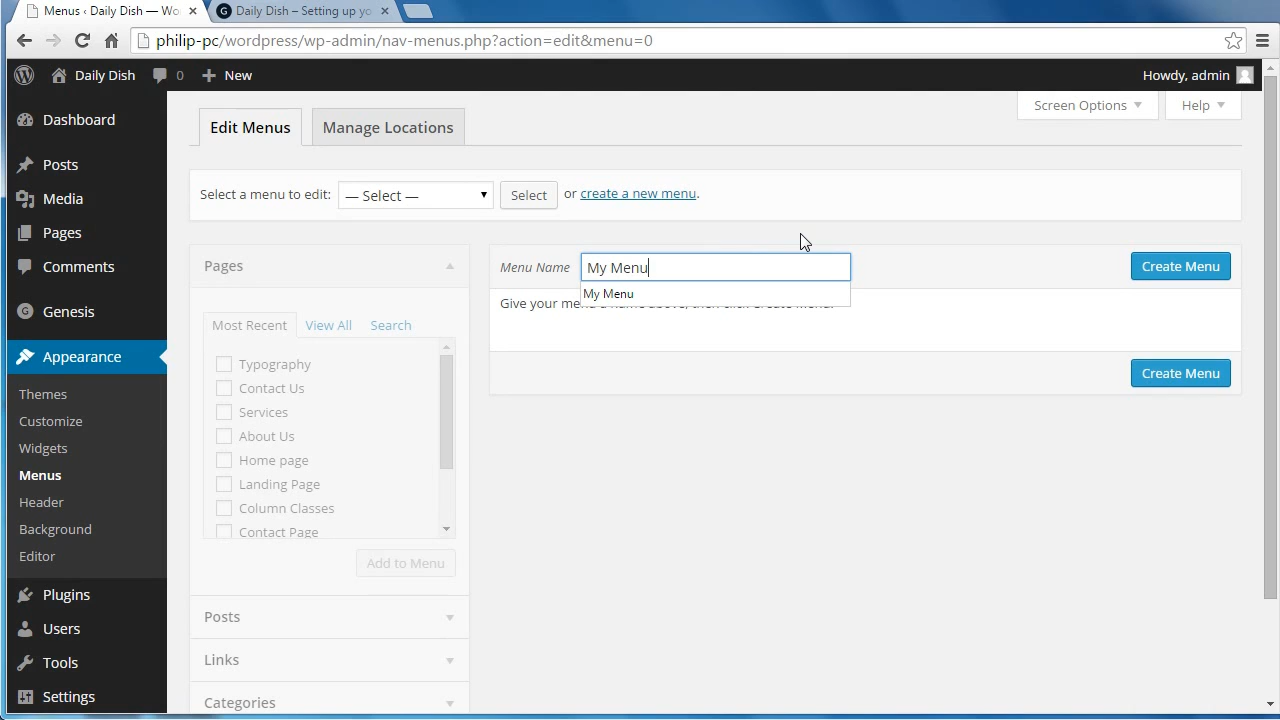 Menus ‹ Daily Dish — Wo
Daily Dish – Setting up yo
philip-pc/wordpress/wp-admin/nav-menus.php?action=edit&menu=0
Daily Dish
0
New
Howdy, admin
Dashboard
Posts
Media
Pages
Comments
Genesis
Appearance
Themes
Customize
Widgets
Menus
Header
Background
Editor
Plugins
Users
Tools
Settings
Screen Options
Help
Edit Menus
Manage Locations
Select a menu to edit:
— Select —
Select
or create a new menu.
Pages
Most Recent
View All
Search
Typography
Contact Us
Services
About Us
Home page
Landing Page
Column Classes
Contact Page
Add to Menu
Posts
Links
Categories
Menu Name
My Menu
Create Menu
My Menu
Give your menu a name above, then click Create Menu.
Create Menu